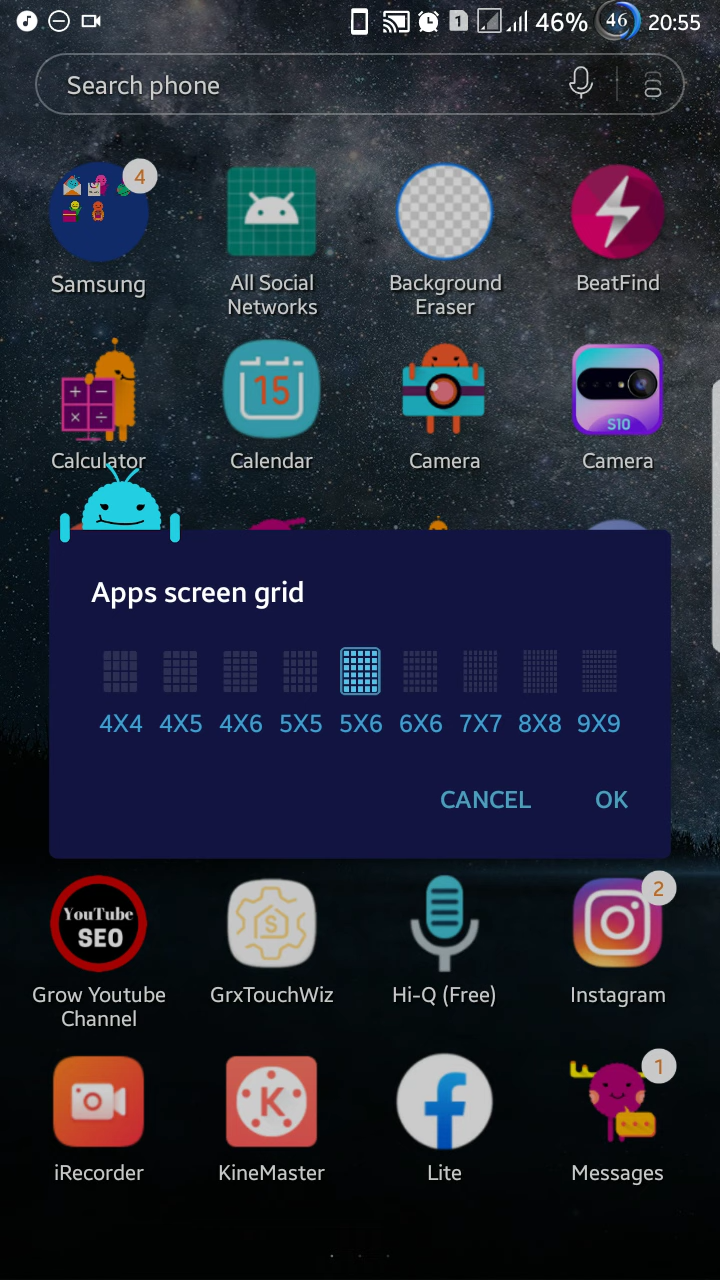 1 46% 46 20:55
Search phone
4
Samsung
All Social
Networks
Background
Eraser
BeatFind
+ −
× ÷
15
S10
Calculator
Calendar
Camera
Camera
Apps screen grid
4X4 4X5 4X6 5X5 5X6 6X6 7X7 8X8 9X9
CANCEL OK
YouTube
SEO
S
2
Grow Youtube
Channel
GrxTouchWiz
Hi-Q (Free)
Instagram
K
f
1
iRecorder
KineMaster
Lite
Messages